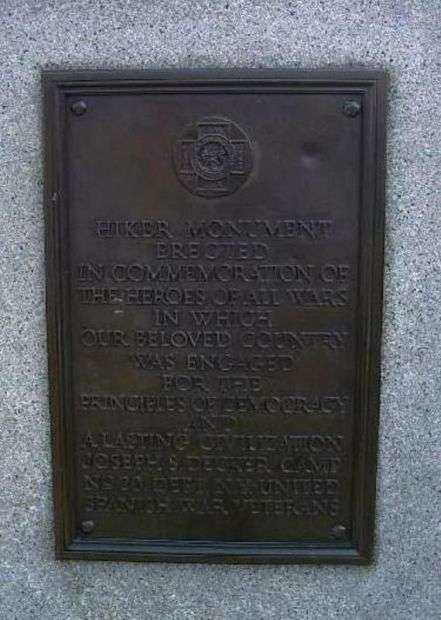 HIKER MONUMENT
ERECTED
IN COMMEMORATION OF
THE HEROES OF ALL WARS
IN WHICH
OUR BELOVED COUNTRY
WAS ENGAGED
FOR THE
PRINCIPLES OF DEMOCRACY
AND
A LASTING CIVILIZATION
JOSEPH S. DECKER CAMP
DEPT. N.Y. UNITED
SPANISH WAR VETERANS